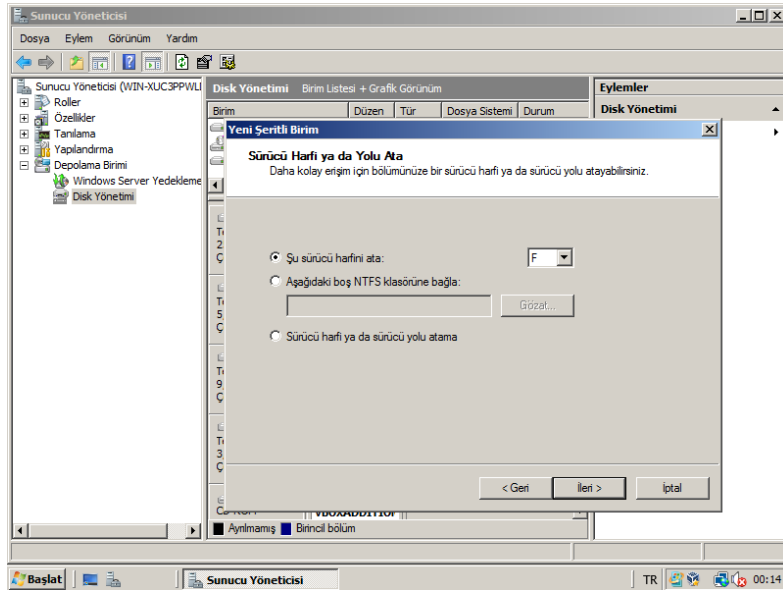 Sunucu Yöneticisi
Dosya Eylem Görünüm Yardım
Sunucu Yöneticisi (WIN-XUC3PPWLI
Roller
Özellikler
Tanılama
Yapılandırma
Depolama Birimi
Windows Server Yedekleme
Disk Yönetimi
Disk Yönetimi Birim Listesi + Grafik Görünüm
Birim Düzen Tür Dosya Sistemi Durum
Eylemler
Disk Yönetimi
Yeni Şeritli Birim
Sürücü Harfi ya da Yolu Ata
Daha kolay erişim için bölümünüze bir sürücü harfi ya da sürücü yolu atayabilirsiniz.
Şu sürücü harfini ata: F
Aşağıdaki boş NTFS klasörüne bağla:
Gözat...
Sürücü harfi ya da sürücü yolu atama
< Geri İleri > İptal
Ayrılmamış Birincil bölüm
Başlat Sunucu Yöneticisi TR 00:14